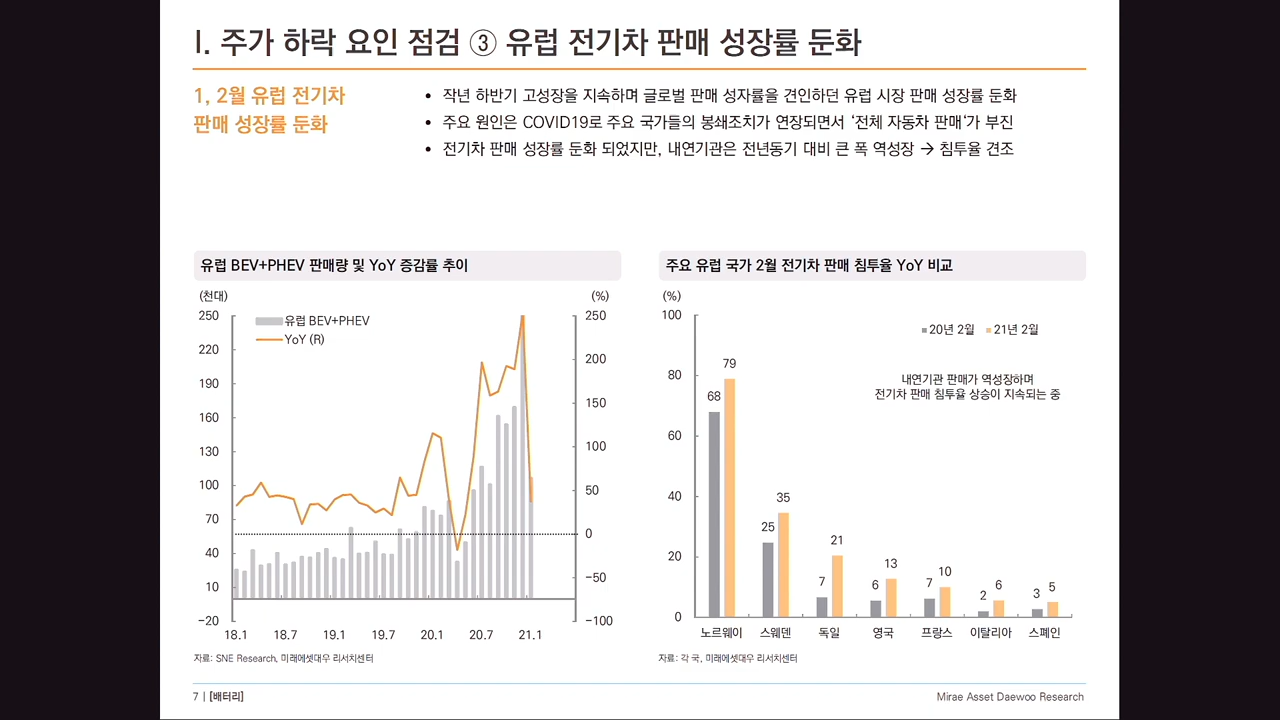 I. 주가 하락 요인 점검 ③ 유럽 전기차 판매 성장률 둔화
1, 2월 유럽 전기차
판매 성장률 둔화
• 작년 하반기 고성장을 지속하며 글로벌 판매 성자률을 견인하던 유럽 시장 판매 성장률 둔화
• 주요 원인은 COVID19로 주요 국가들의 봉쇄조치가 연장되면서 '전체 자동차 판매'가 부진
• 전기차 판매 성장률 둔화 되었지만, 내연기관은 전년동기 대비 큰 폭 역성장 → 침투율 견조
유럽 BEV+PHEV 판매량 및 YoY 증감률 추이
(천대)
(%)
유럽 BEV+PHEV
YoY (R)
250
220
190
160
130
100
70
40
10
-20
250
200
150
100
50
0
-50
-100
18.1 18.7 19.1 19.7 20.1 20.7 21.1
자료: SNE Research, 미래에셋대우 리서치센터
주요 유럽 국가 2월 전기차 판매 침투율 YoY 비교
(%)
20년 2월 21년 2월
내연기관 판매가 역성장하며
전기차 판매 침투율 상승이 지속되는 중
100
80
60
40
20
0
68 79
25 35
7 21
6 13
7 10
2 6
3 5
노르웨이 스웨덴 독일 영국 프랑스 이탈리아 스페인
자료: 각 국, 미래에셋대우 리서치센터
7 | [배터리]
Mirae Asset Daewoo Research